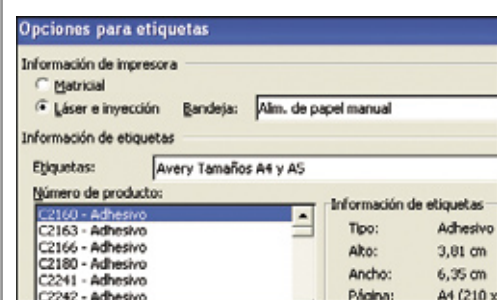 Opciones para etiquetas
Información de impresora
Matricial
Láser e inyección Bandeja: Alim. de papel manual
Información de etiquetas
Etiquetas: Avery Tamaños A4 y A5
Número de producto:
C2160 - Adhesivo
C2163 - Adhesivo
C2166 - Adhesivo
C2180 - Adhesivo
C2241 - Adhesivo
C2242 - Adhesivo
Información de etiquetas
Tipo: Adhesivo
Alto: 3,81 cm
Ancho: 6,35 cm
Página: A4 (210 x